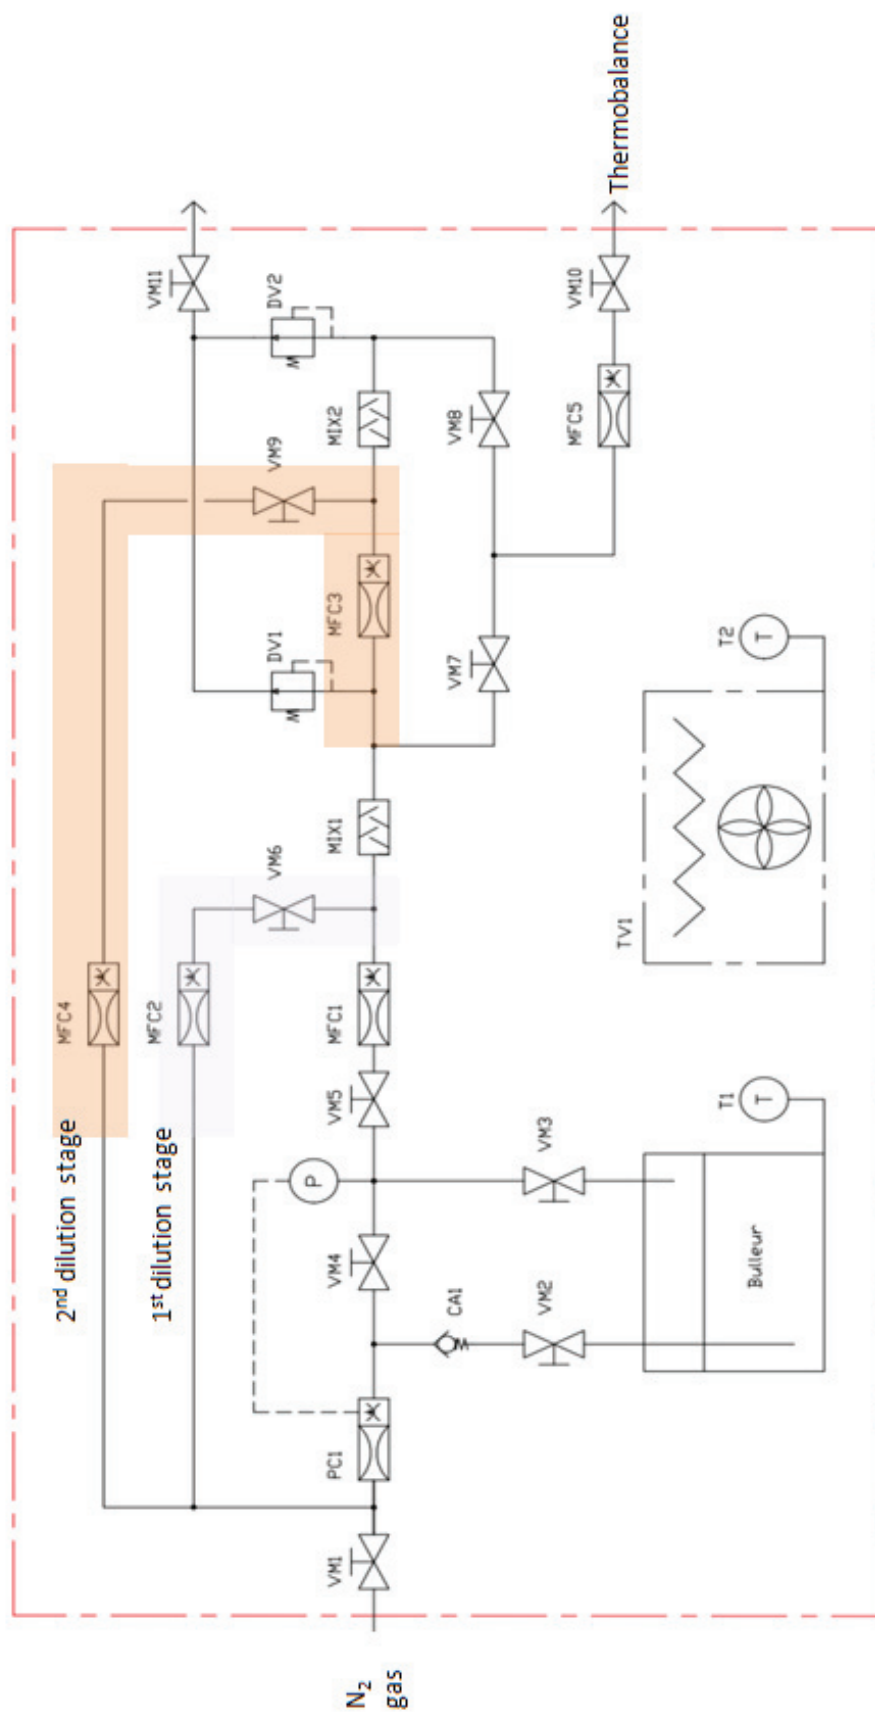 2nd dilution stage
1st dilution stage
N2
gas
Thermobalance
MFC4
MFC2
VM6
VM9
VM11
DV1
DV2
M
M
VM1
PC1
VM4
P
VM5
MFC1
MIX1
MFC3
MIX2
CA1
VM2
VM3
VM7
VM8
MFC5
VM10
Bulleur
T1
T
TV1
T2
T